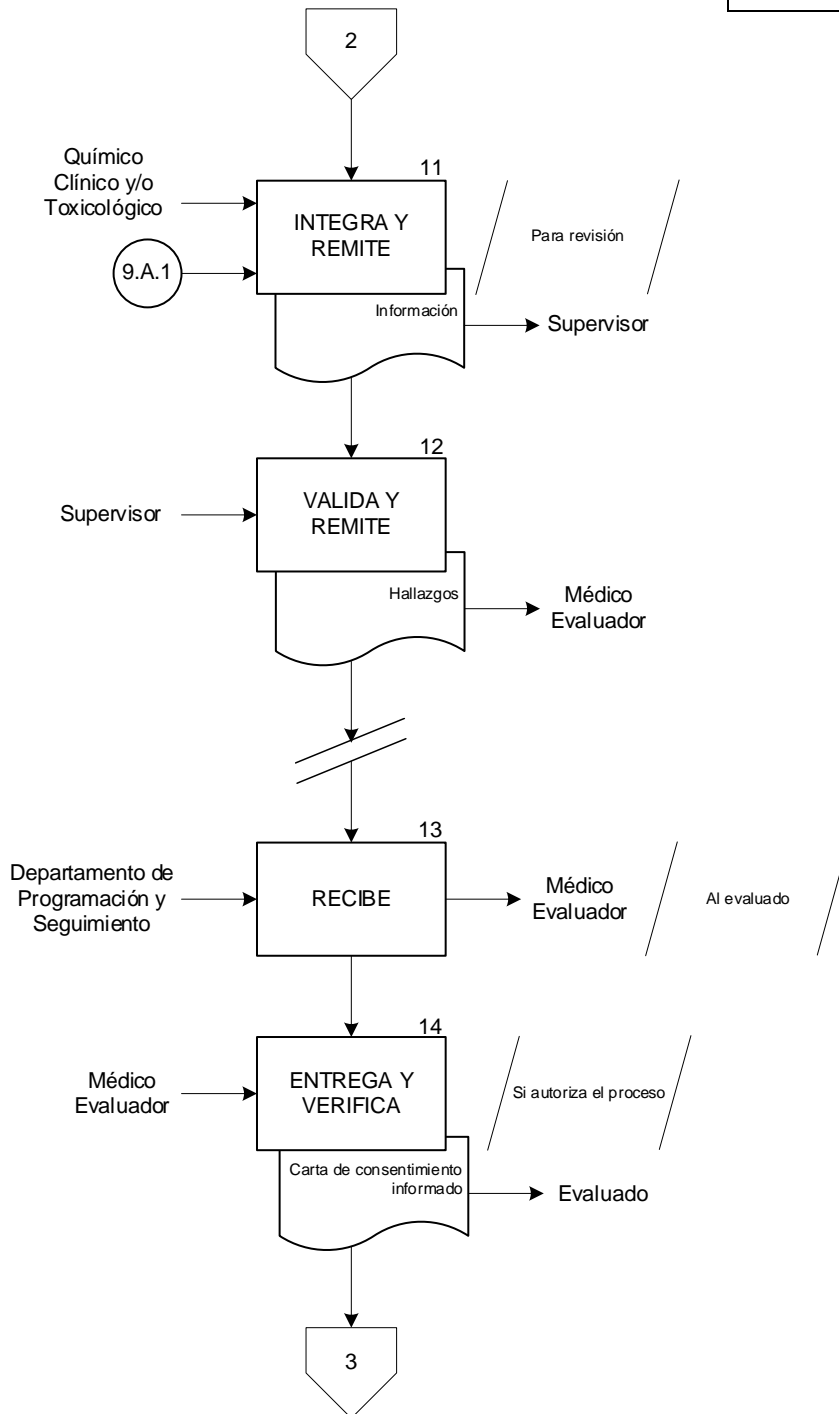 2
Químico
Clínico y/o
Toxicológico
11
INTEGRA Y
REMITE
Para revisión
9.A.1
Información
Supervisor
12
Supervisor
VALIDA Y
REMITE
Hallazgos
Médico
Evaluador
13
Departamento de
Programación y
Seguimiento
RECIBE
Médico
Evaluador
Al evaluado
14
Médico
Evaluador
ENTREGA Y
VERIFICA
Si autoriza el proceso
Carta de consentimiento
informado
Evaluado
3